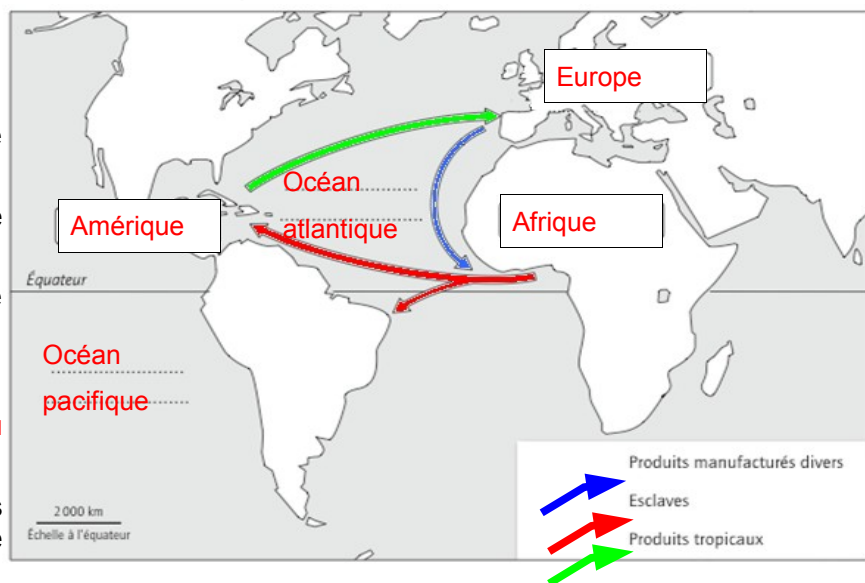 Europe
Océan
atlantique
Amérique
Afrique
Équateur
Océan
pacifique
2 000 km
Échelle à l'équateur
Produits manufacturés divers
Esclaves
Produits tropicaux